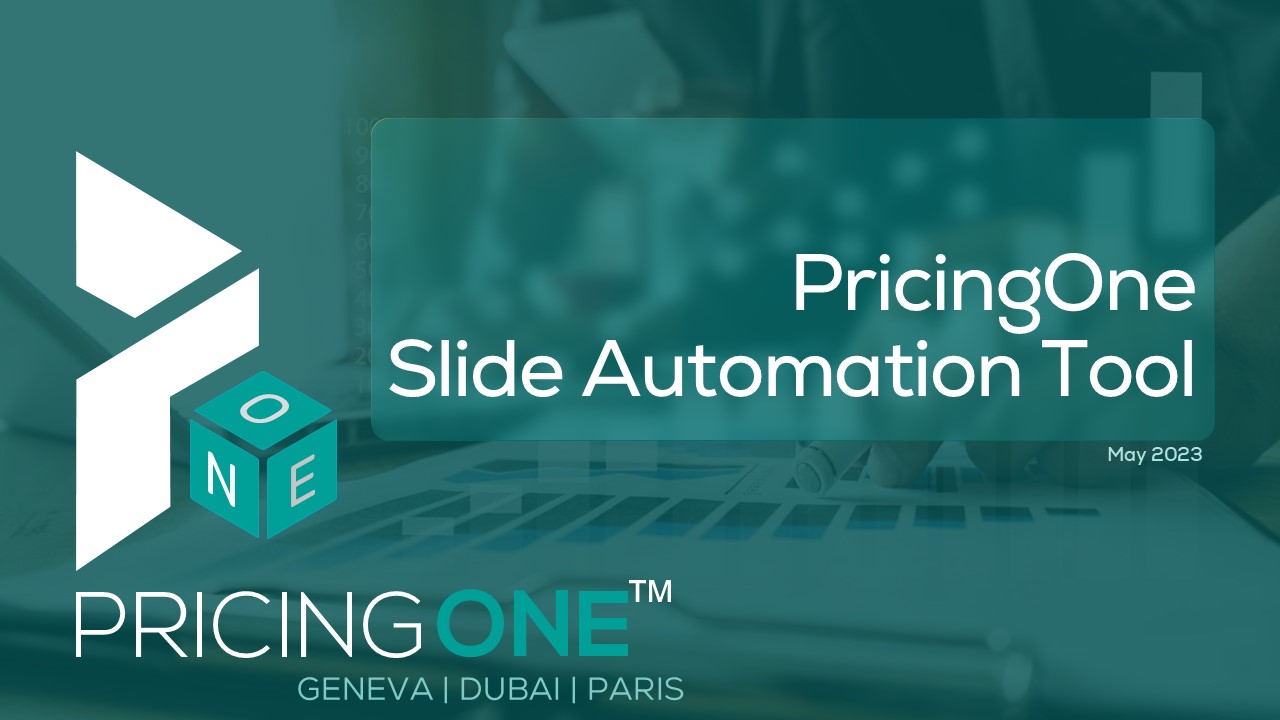 PricingOne
Slide Automation Tool
May 2023
O
N E
PRICINGONE™
GENEVA | DUBAI | PARIS